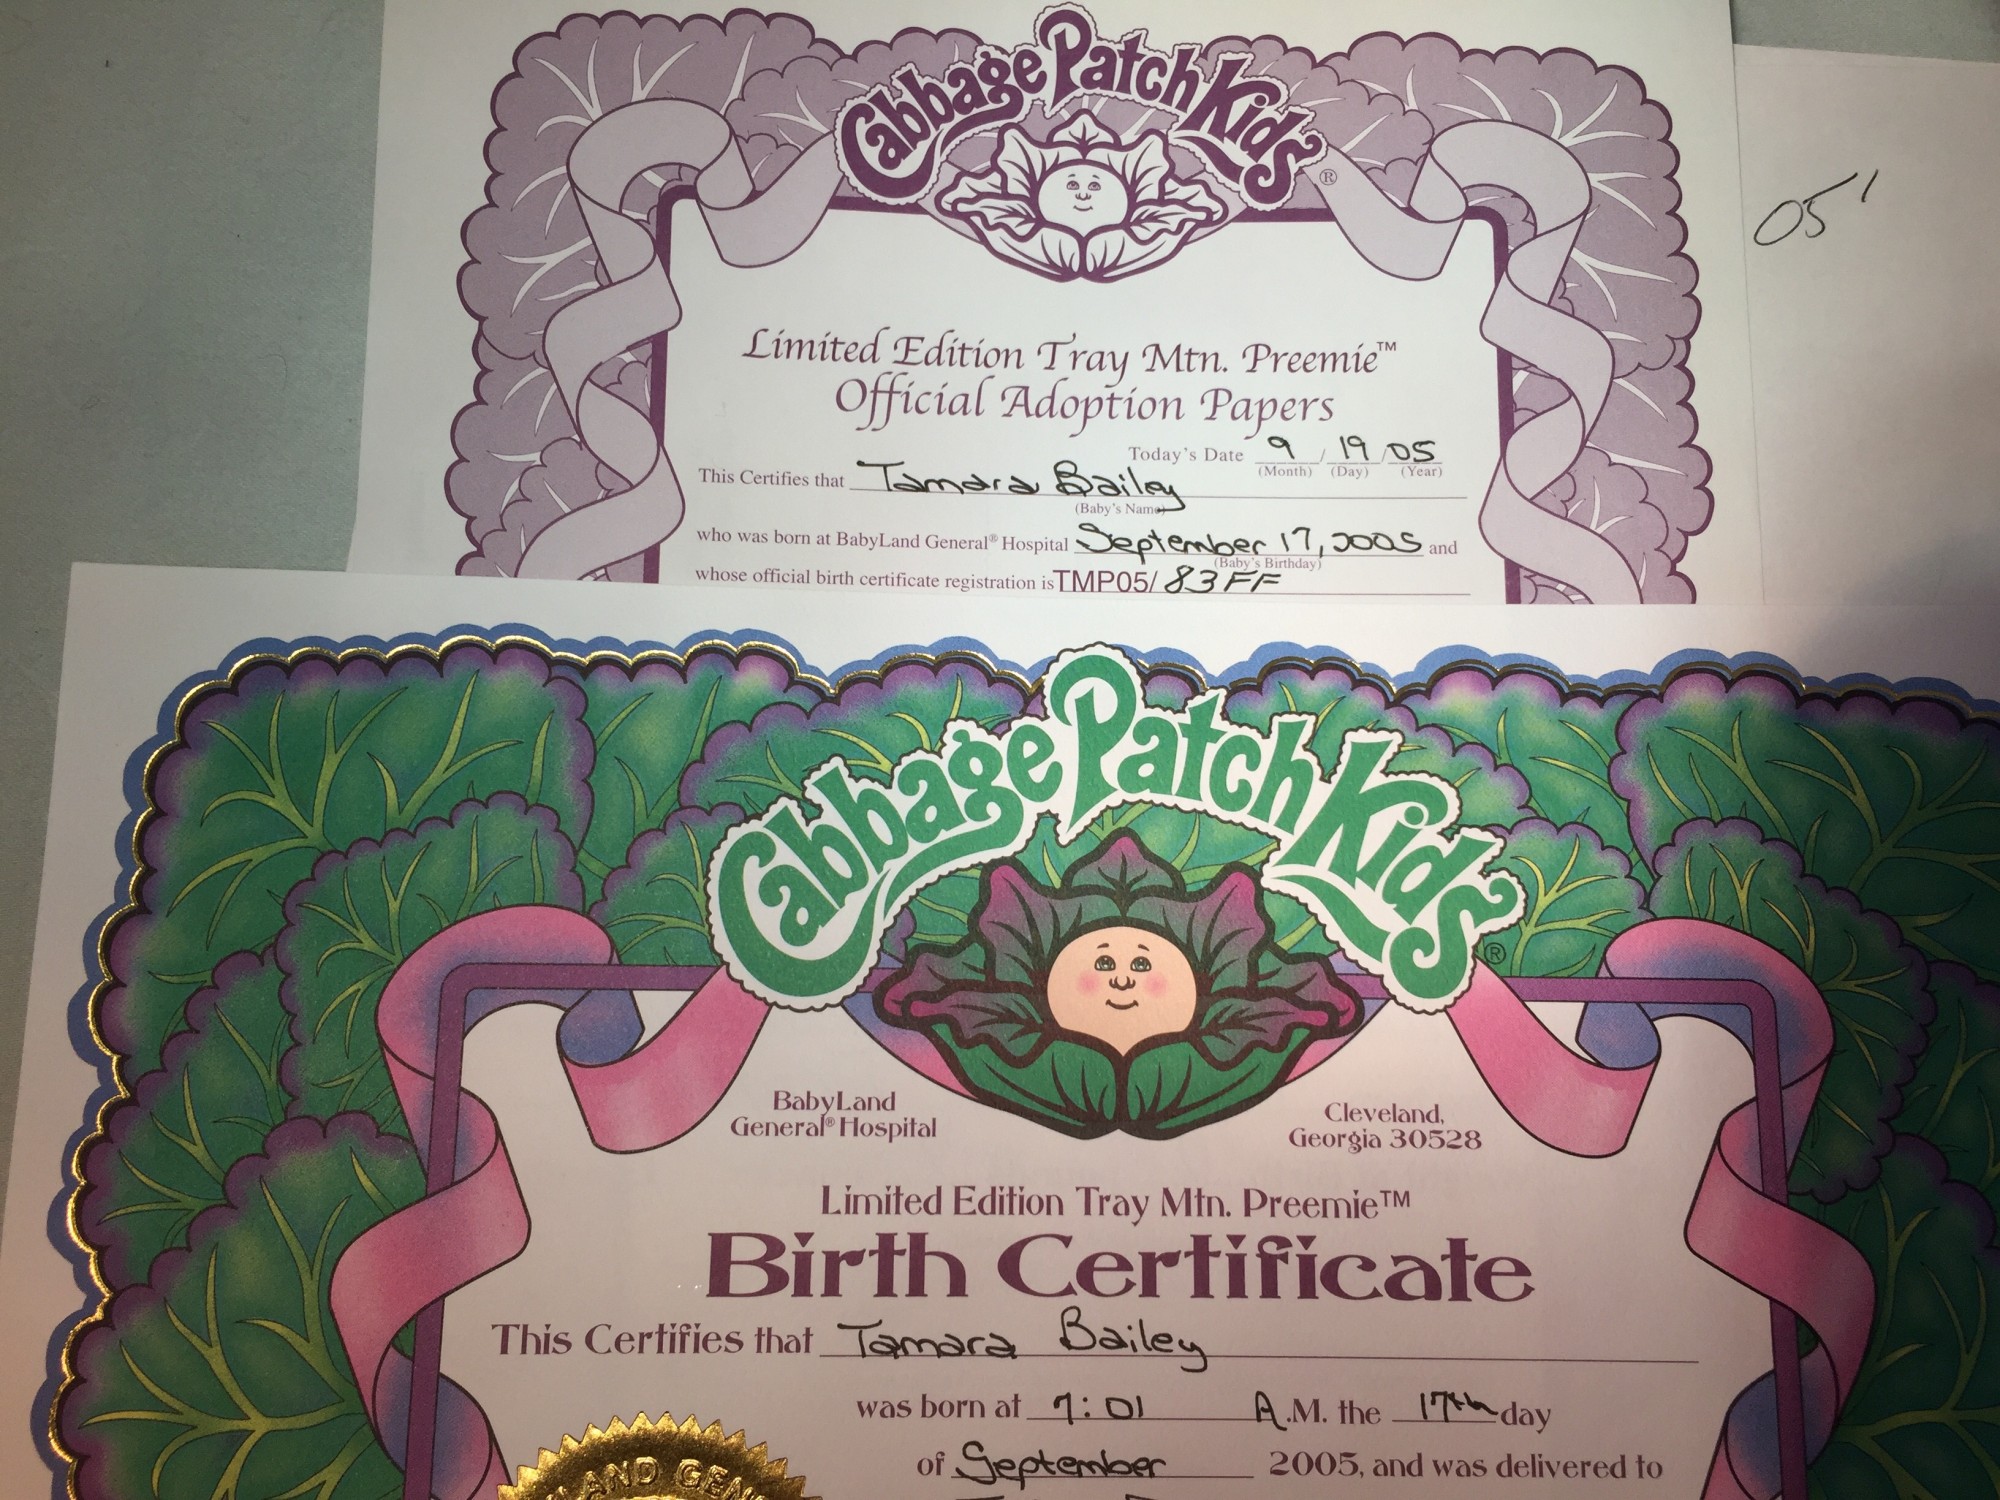 Cabbage Patch Kids®
05'
Limited Edition Tray Mtn. Preemie™
Official Adoption Papers
Today's Date 9 / 19 /05
(Month) (Day) (Year)
This Certifies that Tamara Bailey
(Baby's Name)
who was born at BabyLand General® Hospital September 17, 2005 and
(Baby's Birthday)
whose official birth certificate registration is TMP05/ 83FF
Cabbage Patch Kids®
BabyLand
General® Hospital
Cleveland,
Georgia 30528
Limited Edition Tray Mtn. Preemie™
Birth Certificate
This Certifies that Tamara Bailey
was born at 7:01 A.M. the 17th day
of September 2005, and was delivered to
AND GEN